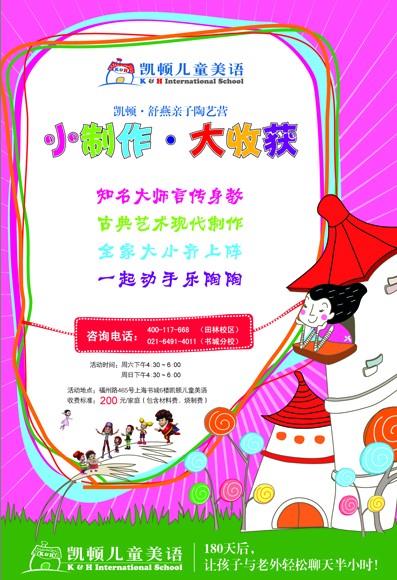 K & H
凯顿儿童美语
K & H International School
凯顿·舒燕亲子陶艺营
小制作·大收获
知名大师言传身教
古典艺术现代制作
全家大小齐上阵
一起动手乐陶陶
咨询电话：
400-117-668 （田林校区）
021-6491-4011（书城分校）
活动时间：周六下午4:30-6:00
周日下午4:30-6:00
活动地点：福州路465号上海书城6楼凯顿儿童美语
收费标准：200元/家庭（包含材料费、烧制费）
K & H
凯顿儿童美语
K & H International School
180天后，
让孩子与老外轻松聊天半小时！